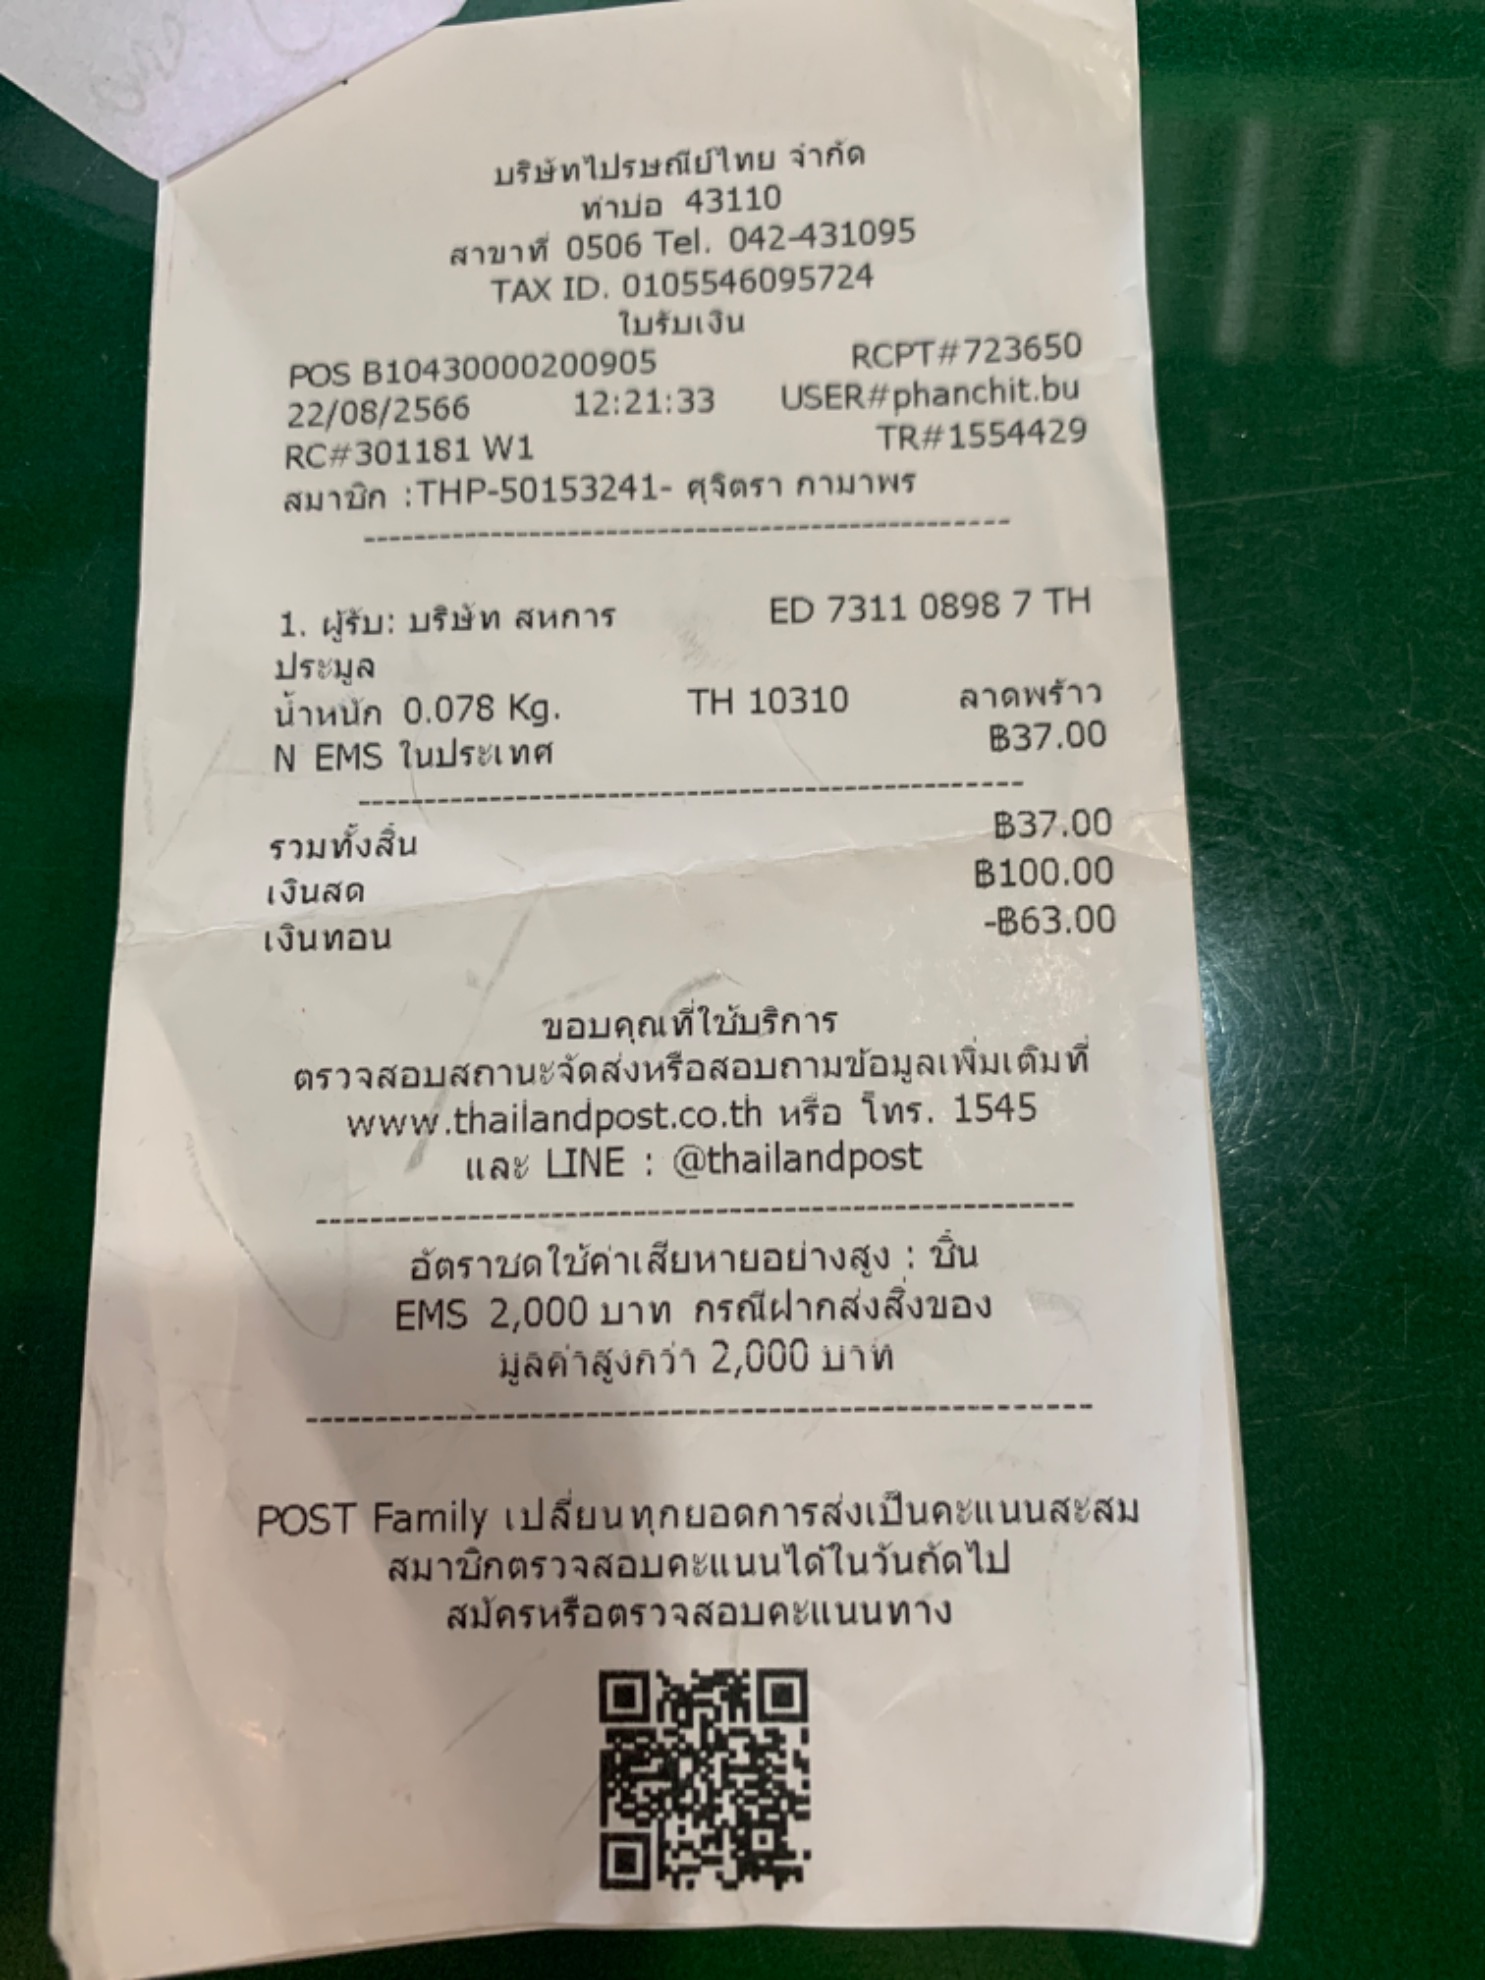 บริษัทไปรษณีย์ไทย จำกัด
ท่าบ่อ 43110
สาขาที่ 0506 Tel. 042-431095
TAX ID. 0105546095724
ใบรับเงิน
POS B10430000200905 RCPT#723650
22/08/2566 12:21:33 USER#phanchit.bu
RC#301181 W1 TR#1554429
สมาชิก :THP-50153241- ศุจิตรา กามาพร
1. ผู้รับ: บริษัท สหการ ED 7311 0898 7 TH
ประมูล
น้ำหนัก 0.078 Kg. TH 10310 ลาดพร้าว
N EMS ในประเทศ ฿37.00
รวมทั้งสิ้น ฿37.00
เงินสด ฿100.00
เงินทอน -฿63.00
ขอบคุณที่ใช้บริการ
ตรวจสอบสถานะจัดส่งหรือสอบถามข้อมูลเพิ่มเติมที่
www.thailandpost.co.th หรือ โทร. 1545
และ LINE : @thailandpost
อัตราชดใช้ค่าเสียหายอย่างสูง : ชิ้น
EMS 2,000 บาท กรณีฝากส่งสิ่งของ
มูลค่าสูงกว่า 2,000 บาท
POST Family เปลี่ยนทุกยอดการส่งเป็นคะแนนสะสม
สมาชิกตรวจสอบคะแนนได้ในวันถัดไป
สมัครหรือตรวจสอบคะแนนทาง